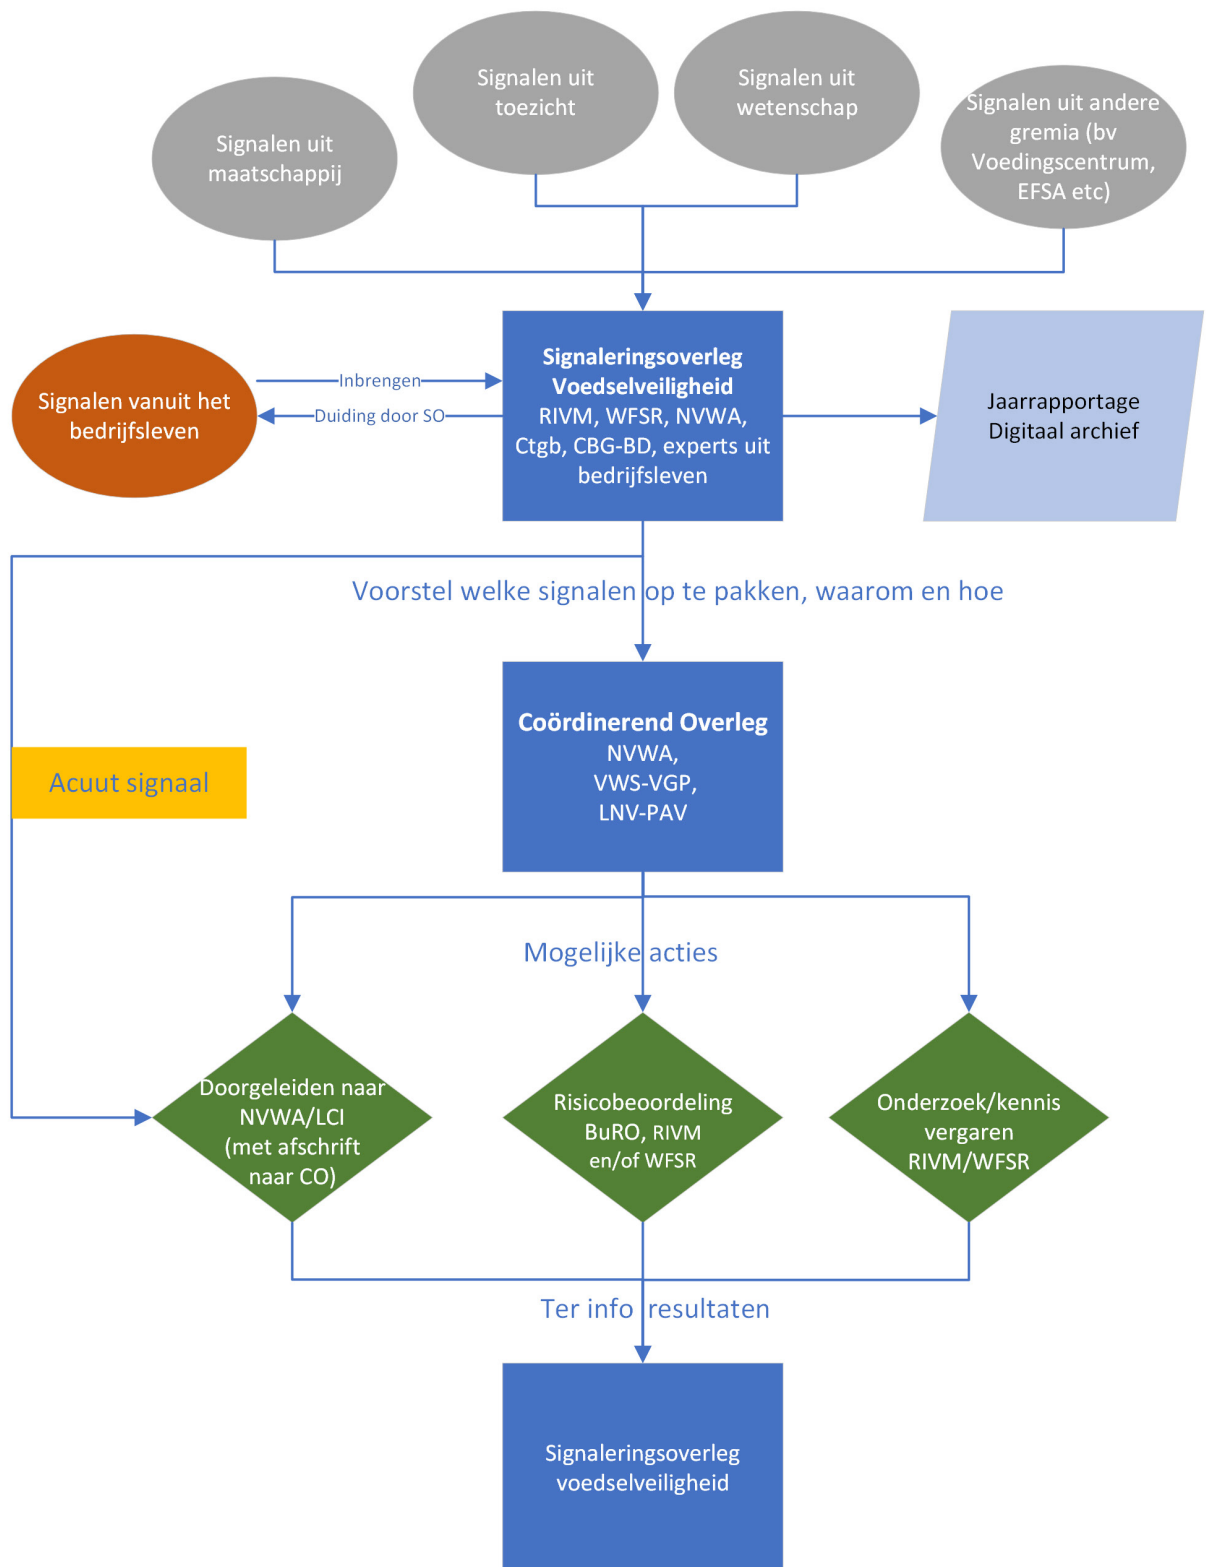 Signalen uit
maatschappij
Signalen uit
toezicht
Signalen uit
wetenschap
Signalen uit andere
gremia (bv
Voedingscentrum,
EFSA etc)
Signalen vanuit het
bedrijfsleven
Inbrengen
Duiding door SO
Signaleringsoverleg
Voedselveiligheid
RIVM, WFSR, NVWA,
Ctgb, CBG-BD, experts uit
bedrijfsleven
Jaarrapportage
Digitaal archief
Voorstel welke signalen op te pakken, waarom en hoe
Coördinerend Overleg
NVWA,
VWS-VGP,
LNV-PAV
Acuut signaal
Mogelijke acties
Doorgeleiden naar
NVWA/LCI
(met afschrift
naar CO)
Risicobeoordeling
BuRO, RIVM
en/of WFSR
Onderzoek/kennis
vergaren
RIVM/WFSR
Ter info resultaten
Signaleringsoverleg
voedselveiligheid